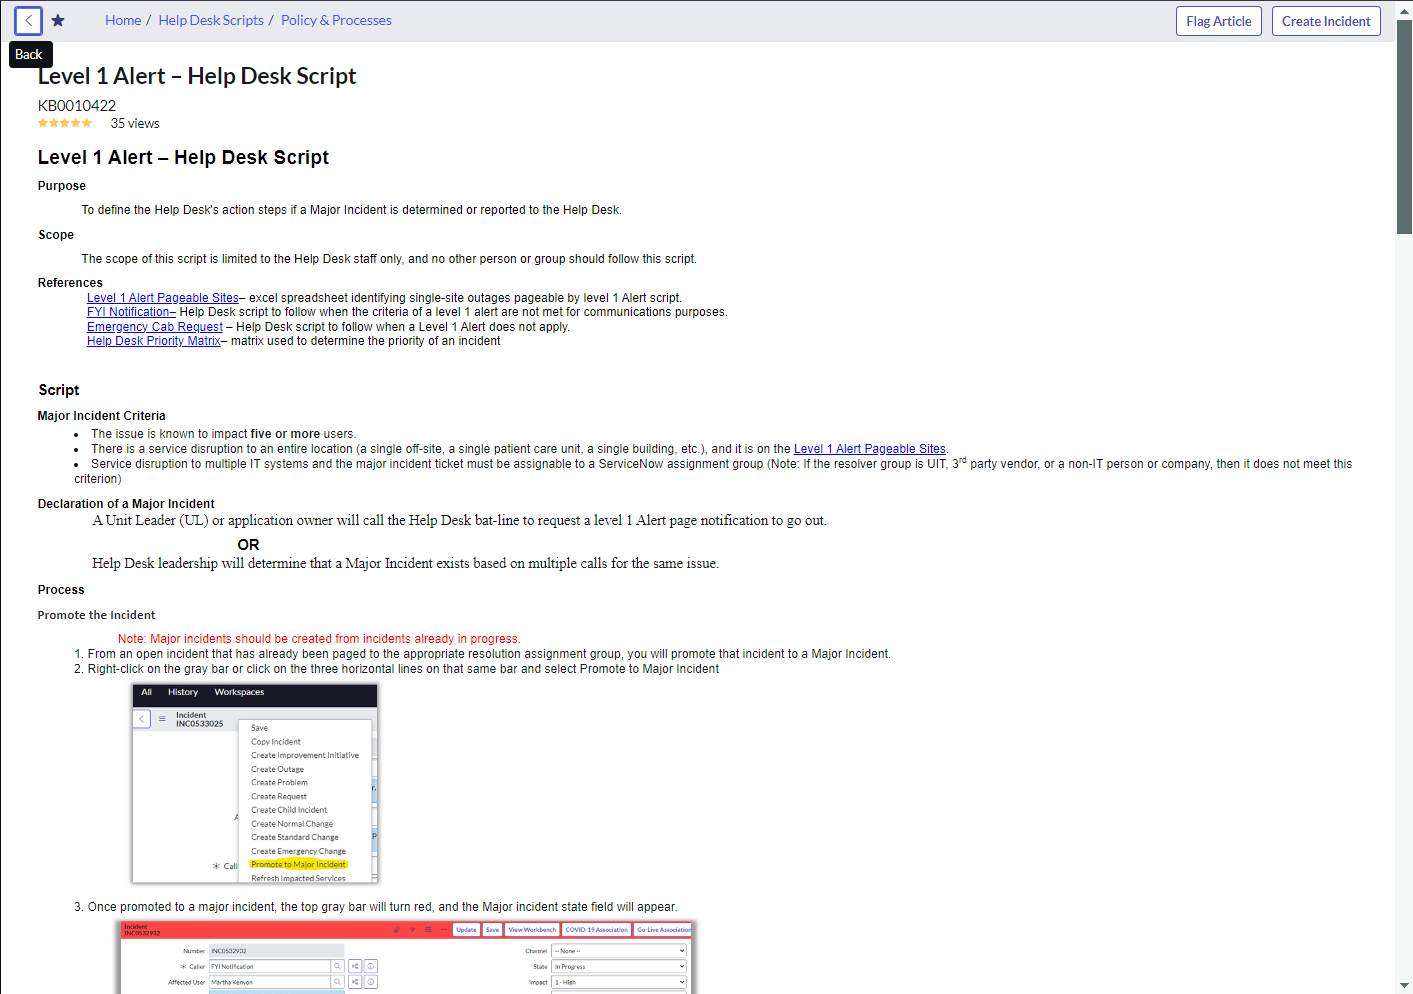 Home / Help Desk Scripts / Policy & Processes
Flag Article
Create Incident
Back
Level 1 Alert – Help Desk Script
KB0010422
35 views
Level 1 Alert – Help Desk Script
Purpose
To define the Help Desk's action steps if a Major Incident is determined or reported to the Help Desk.
Scope
The scope of this script is limited to the Help Desk staff only, and no other person or group should follow this script.
References
Level 1 Alert Pageable Sites– excel spreadsheet identifying single-site outages pageable by level 1 Alert script.
FYI Notification– Help Desk script to follow when the criteria of a level 1 alert are not met for communications purposes.
Emergency Cab Request – Help Desk script to follow when a Level 1 Alert does not apply.
Help Desk Priority Matrix– matrix used to determine the priority of an incident
Script
Major Incident Criteria
• The issue is known to impact five or more users.
• There is a service disruption to an entire location (a single off-site, a single patient care unit, a single building, etc.), and it is on the Level 1 Alert Pageable Sites.
• Service disruption to multiple IT systems and the major incident ticket must be assignable to a ServiceNow assignment group (Note: If the resolver group is UIT, 3rd party vendor, or a non-IT person or company, then it does not meet this
criterion)
Declaration of a Major Incident
A Unit Leader (UL) or application owner will call the Help Desk bat-line to request a level 1 Alert page notification to go out.
OR
Help Desk leadership will determine that a Major Incident exists based on multiple calls for the same issue.
Process
Promote the Incident
Note: Major incidents should be created from incidents already in progress.
1. From an open incident that has already been paged to the appropriate resolution assignment group, you will promote that incident to a Major Incident.
2. Right-click on the gray bar or click on the three horizontal lines on that same bar and select Promote to Major Incident
All History Workspaces
Incident
INC0533025
Save
Copy Incident
Create Improvement Initiative
Create Outage
Create Problem
Create Request
Create Child Incident
Create Normal Change
Create Standard Change
Create Emergency Change
Promote to Major Incident
Refresh Impacted Services
Call
3. Once promoted to a major incident, the top gray bar will turn red, and the Major incident state field will appear.
Incident
INC0532932
Update
Save
View Workbench
COVID-19 Association
Go-Live Association
Number INC0532932
Channel -- None --
Caller FYI Notification
State In Progress
Affected User Martha Kenyon
Impact 1 - High